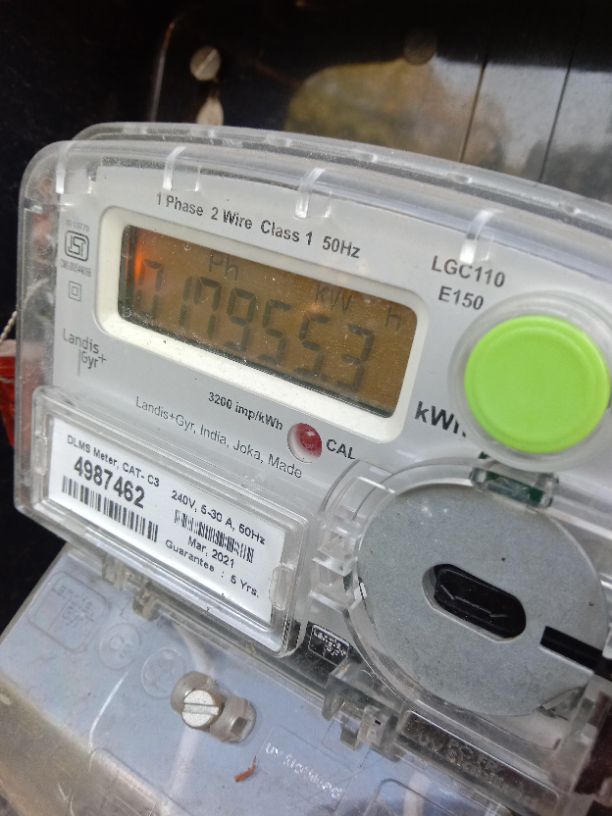 1 Phase 2 Wire Class 1 50Hz
LGC110
E150
Ph kW h
0179553
kWh
3200 imp/kWh
CAL
Landis+Gyr, India, Joka, Made
Landis+
Gyr
DLMS Meter, CAT- C3
4987462
240V, 5-30 A, 50Hz
Mar, 2021
Guarantee : 5 Yrs.